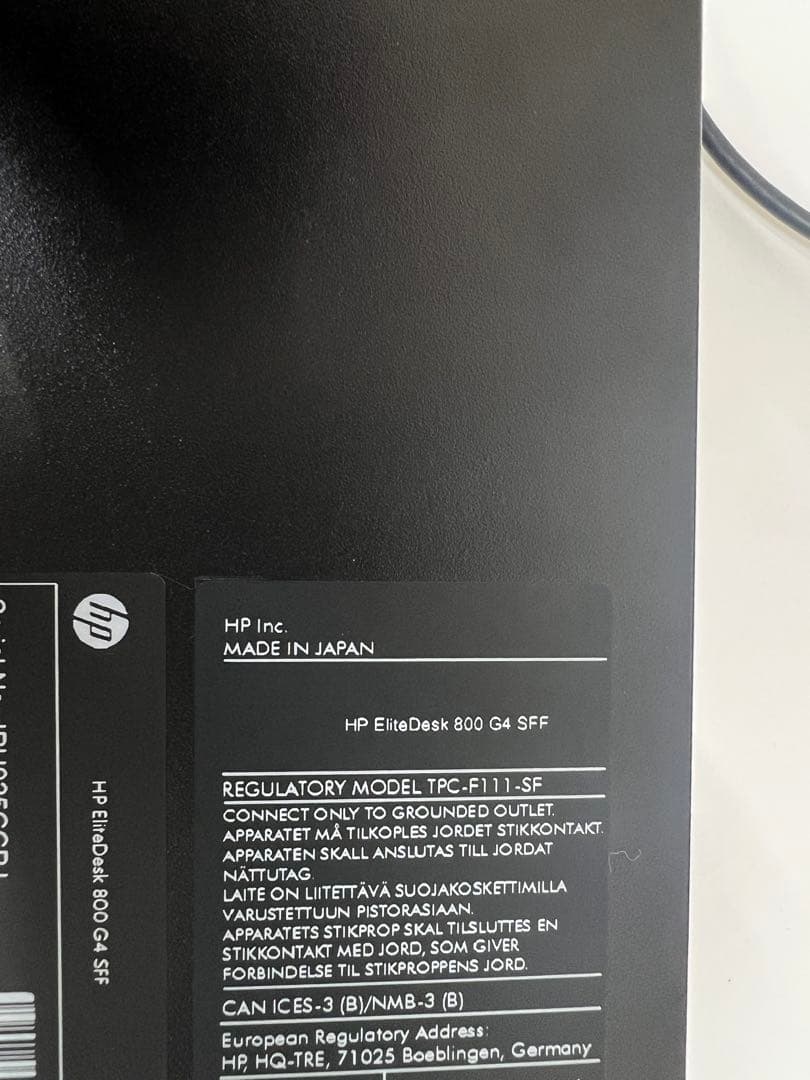 hp
HP EliteDesk 800 G4 SFF
HP Inc.
MADE IN JAPAN
HP EliteDesk 800 G4 SFF
REGULATORY MODEL TPC-F111-SF
CONNECT ONLY TO GROUNDED OUTLET.
APPARATET MÅ TILKOPLES JORDET STIKKONTAKT.
APPARATEN SKALL ANSLUTAS TILL JORDAT
NÄTTUTAG.
LAITE ON LIITETTÄVÄ SUOJAKOSKETTIMILLA
VARUSTETTUUN PISTORASIAAN.
APPARATETS STIKPROP SKAL TILSLUTTES EN
STIKKONTAKT MED JORD, SOM GIVER
FORBINDELSE TIL STIKPROPPENS JORD.
CAN ICES-3 (B)/NMB-3 (B)
European Regulatory Address:
HP, HQ-TRE, 71025 Boeblingen, Germany